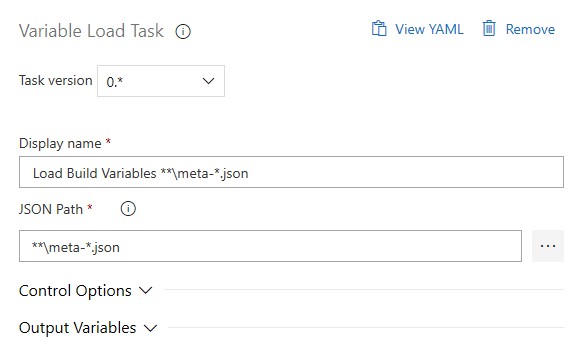 Variable Load Task
View YAML
Remove
Task version
0.*
Display name *
Load Build Variables **\meta-*.json
JSON Path *
**\meta-*.json
...
Control Options
Output Variables